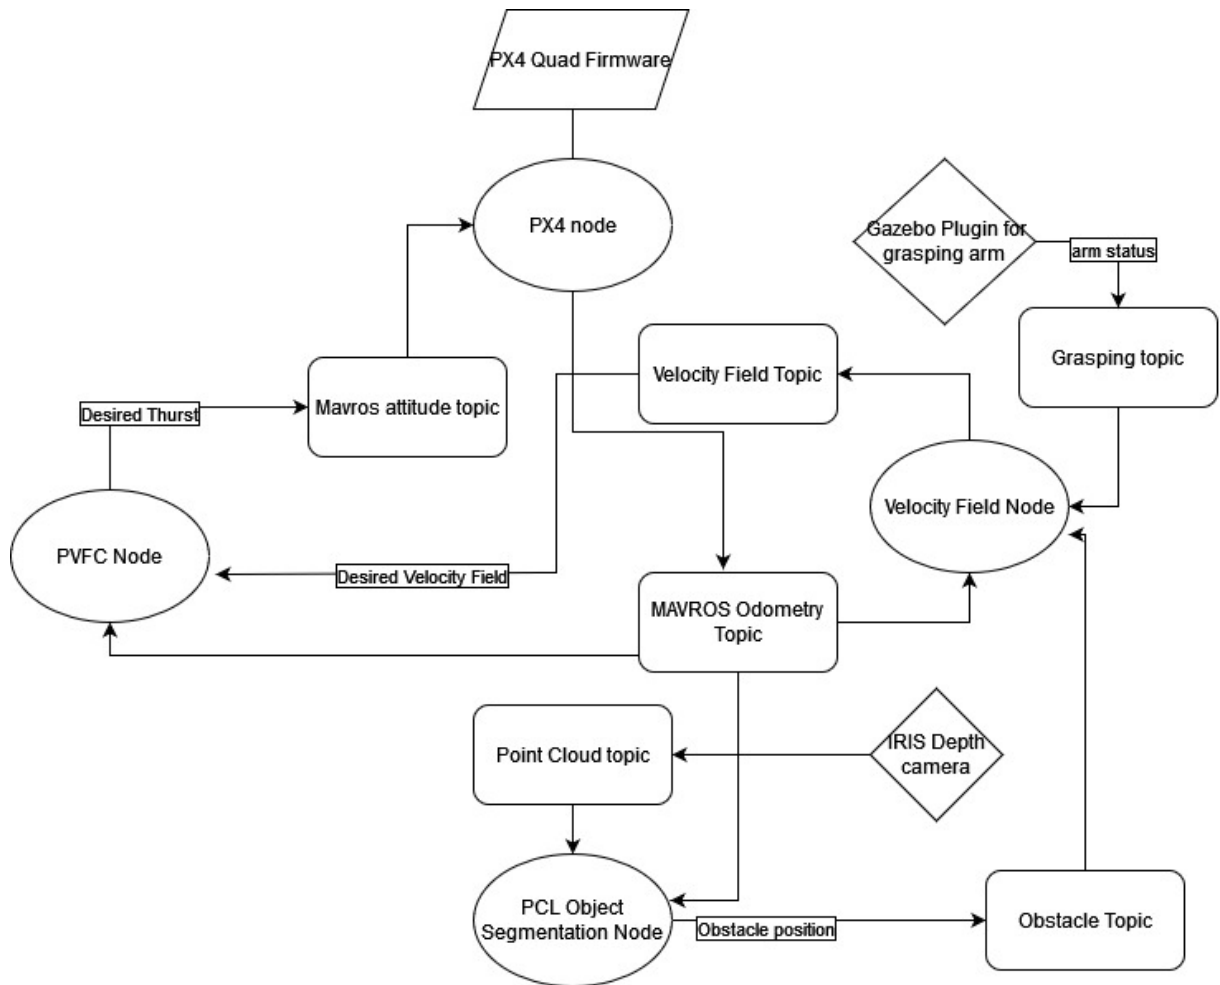 PX4 Quad Firmware
PX4 node
Gazebo Plugin for
grasping arm
arm status
Grasping topic
Velocity Field Topic
Mavros attitude topic
Desired Thurst
Velocity Field Node
PVFC Node
Desired Velocity Field
MAVROS Odometry
Topic
Point Cloud topic
IRIS Depth
camera
PCL Object
Segmentation Node
Obstacle position
Obstacle Topic